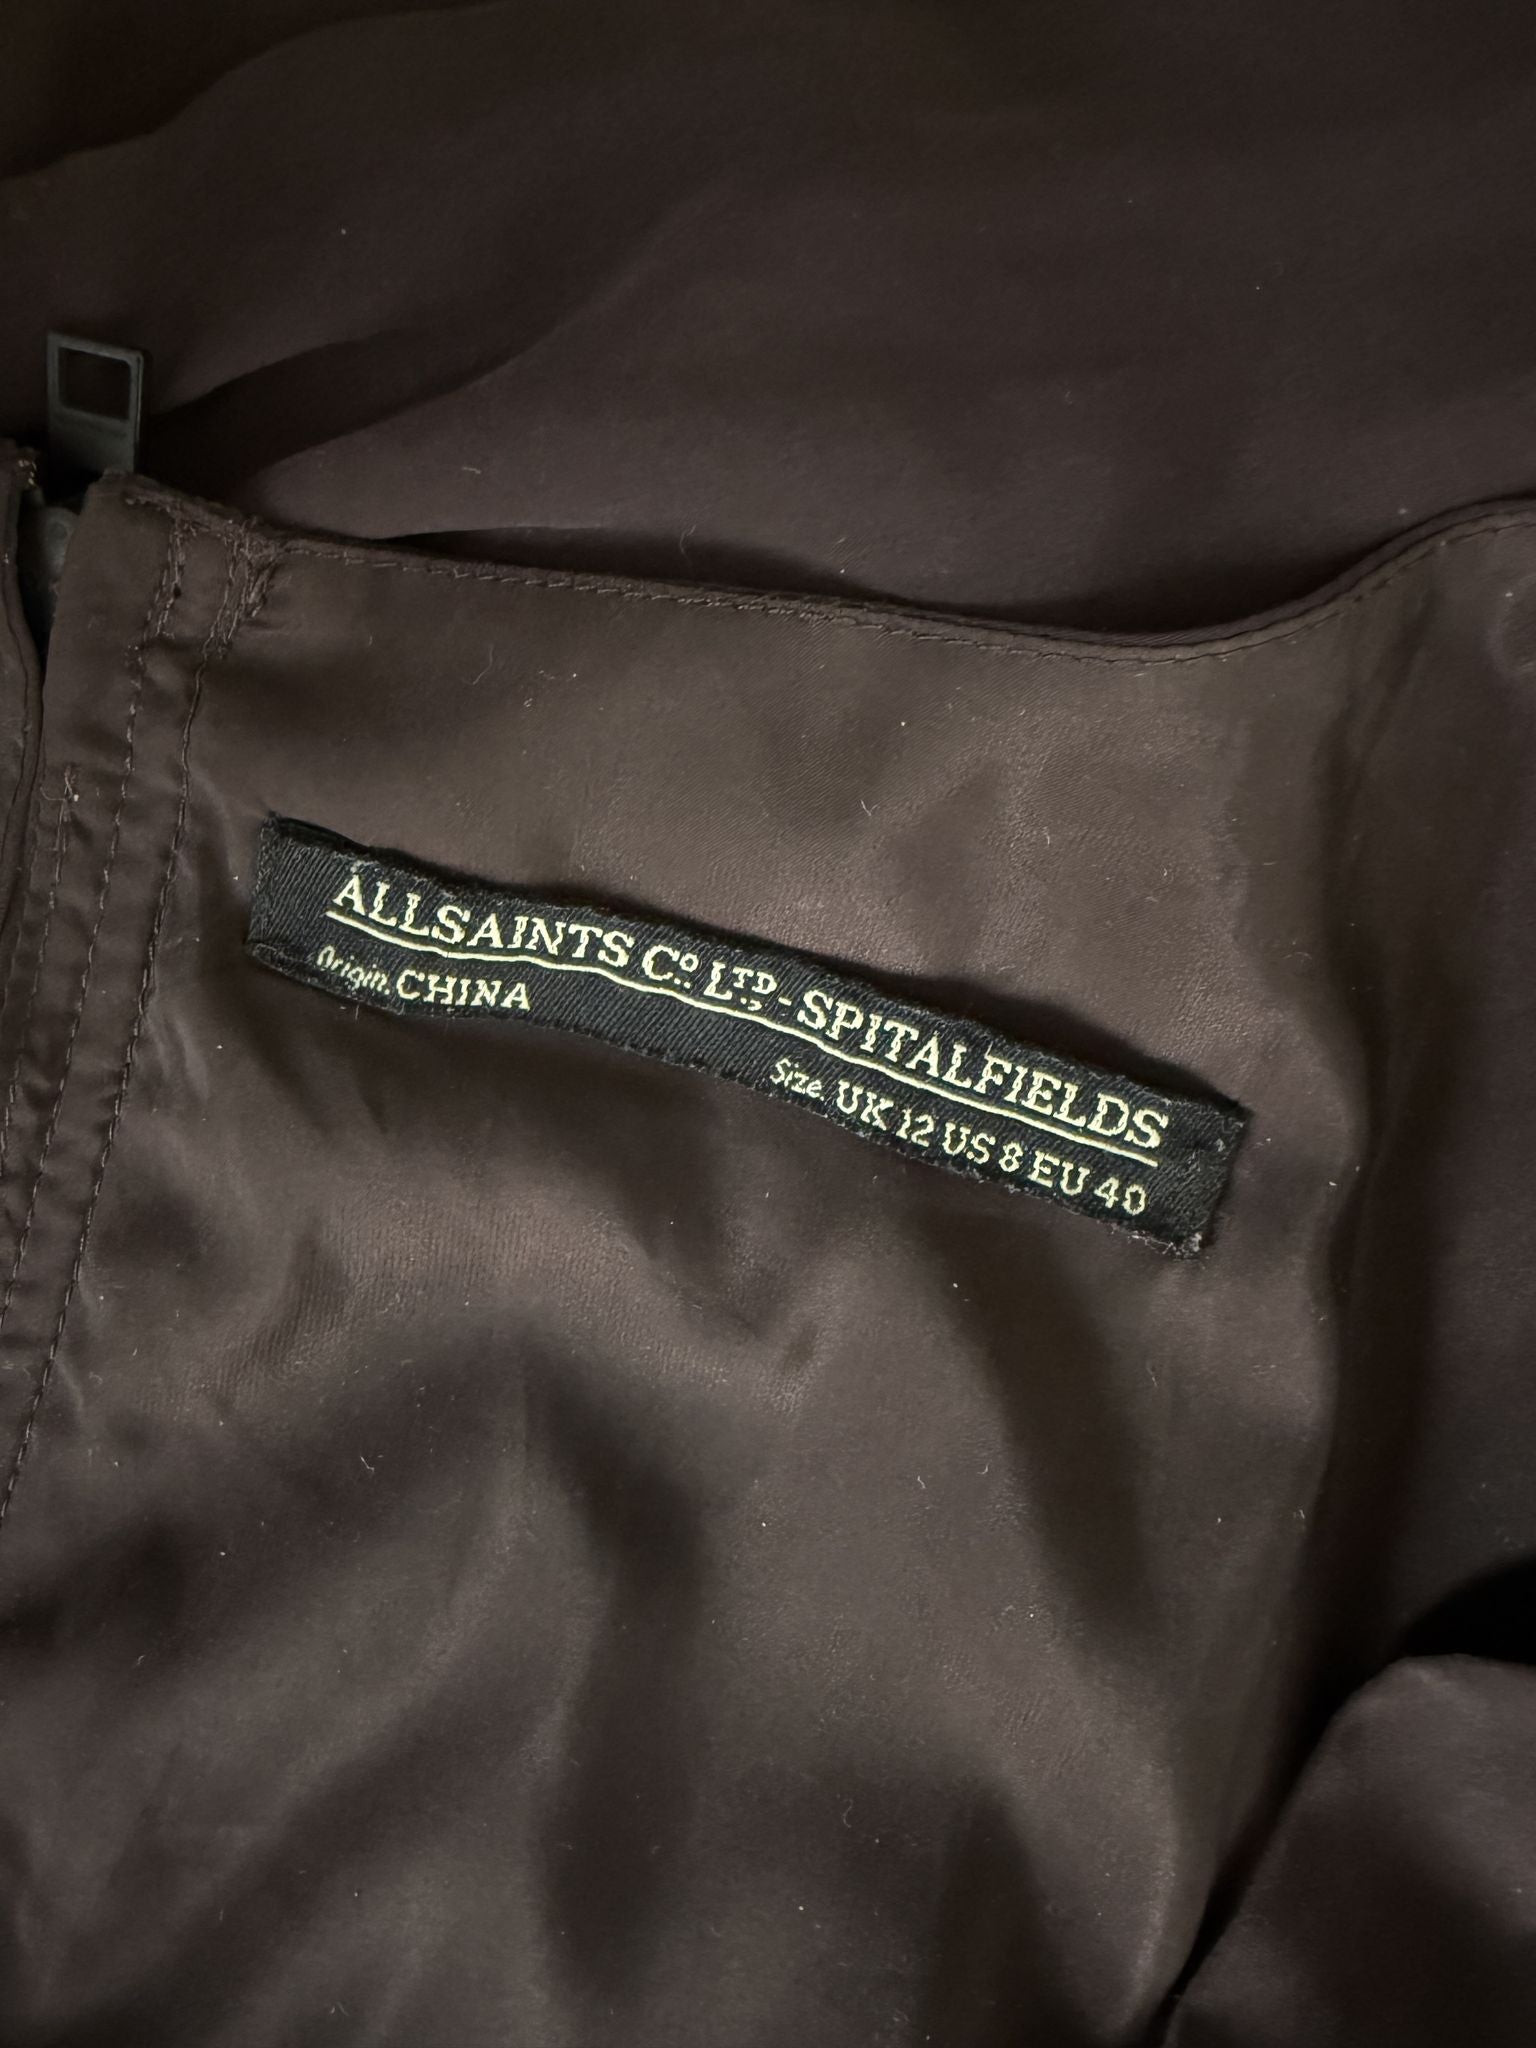 ALLSAINTS Cº. LTD., - SPITALFIELDS
Origin. CHINA
Size. UK 12 US 8 EU 40